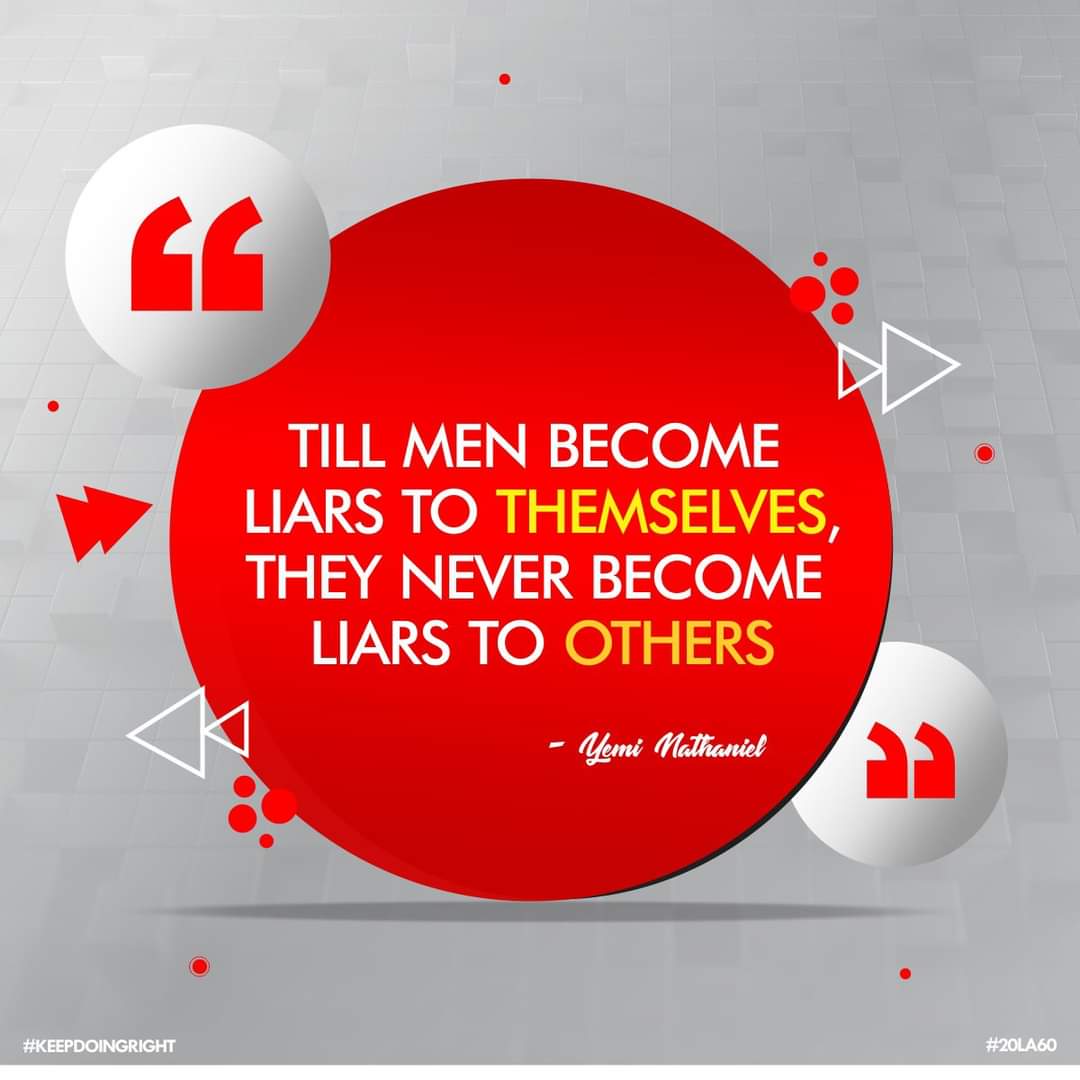 TILL MEN BECOME
LIARS TO THEMSELVES,
THEY NEVER BECOME
LIARS TO OTHERS
- Yemi Nathaniel
#KEEPDOINGRIGHT
#20LA60